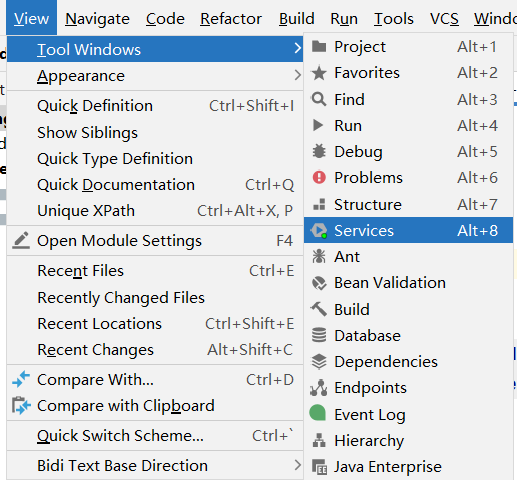 View Navigate Code Refactor Build Run Tools VCS
Tool Windows
Appearance
Quick Definition Ctrl+Shift+I
Show Siblings
Quick Type Definition
Quick Documentation Ctrl+Q
Unique XPath Ctrl+Alt+X, P
Open Module Settings F4
Recent Files Ctrl+E
Recently Changed Files
Recent Locations Ctrl+Shift+E
Recent Changes Alt+Shift+C
Compare With... Ctrl+D
Compare with Clipboard
Quick Switch Scheme... Ctrl+`
Bidi Text Base Direction
Project Alt+1
Favorites Alt+2
Find Alt+3
Run Alt+4
Debug Alt+5
Problems Alt+6
Structure Alt+7
Services Alt+8
Ant
Bean Validation
Build
Database
Dependencies
Endpoints
Event Log
Hierarchy
Java Enterprise